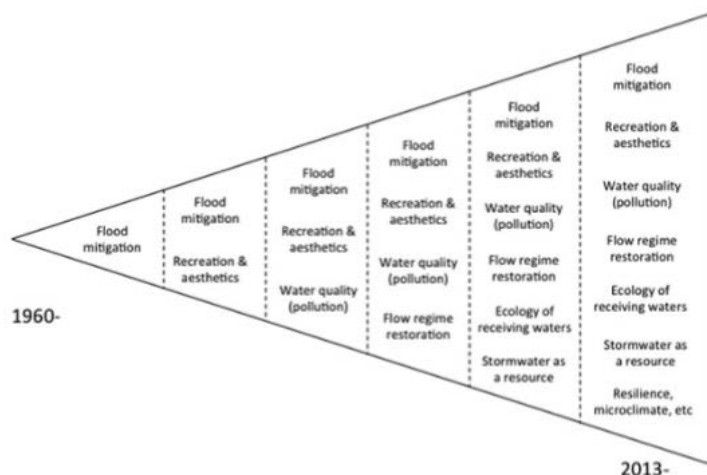 Flood
mitigation
Flood
mitigation
Recreation &
aesthetics
Flood
mitigation
Recreation &
aesthetics
Water quality
(pollution)
Flood
mitigation
Recreation &
aesthetics
Water quality
(pollution)
Flow regime
restoration
Flood
mitigation
Recreation &
aesthetics
Water quality
(pollution)
Flow regime
restoration
Ecology of
receiving waters
Stormwater as
a resource
Flood
mitigation
Recreation &
aesthetics
Water quality
(pollution)
Flow regime
restoration
Ecology of
receiving waters
Stormwater as
a resource
Resilience,
microclimate, etc
1960-
2013-